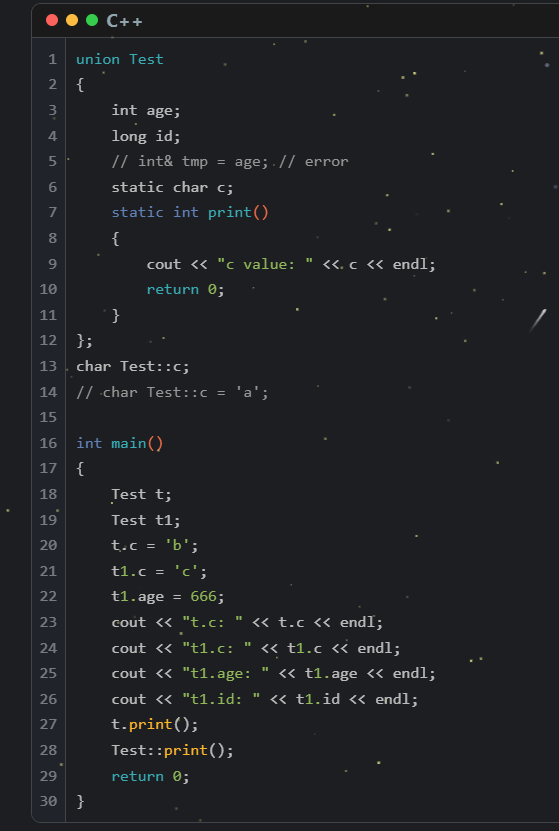 C++
1 union Test
2 {
3     int age;
4     long id;
5     // int& tmp = age; // error
6     static char c;
7     static int print()
8     {
9         cout << "c value: " << c << endl;
10         return 0;
11     }
12 };
13 char Test::c;
14 // char Test::c = 'a';
15
16 int main()
17 {
18     Test t;
19     Test t1;
20     t.c = 'b';
21     t1.c = 'c';
22     t1.age = 666;
23     cout << "t.c: " << t.c << endl;
24     cout << "t1.c: " << t1.c << endl;
25     cout << "t1.age: " << t1.age << endl;
26     cout << "t1.id: " << t1.id << endl;
27     t.print();
28     Test::print();
29     return 0;
30 }